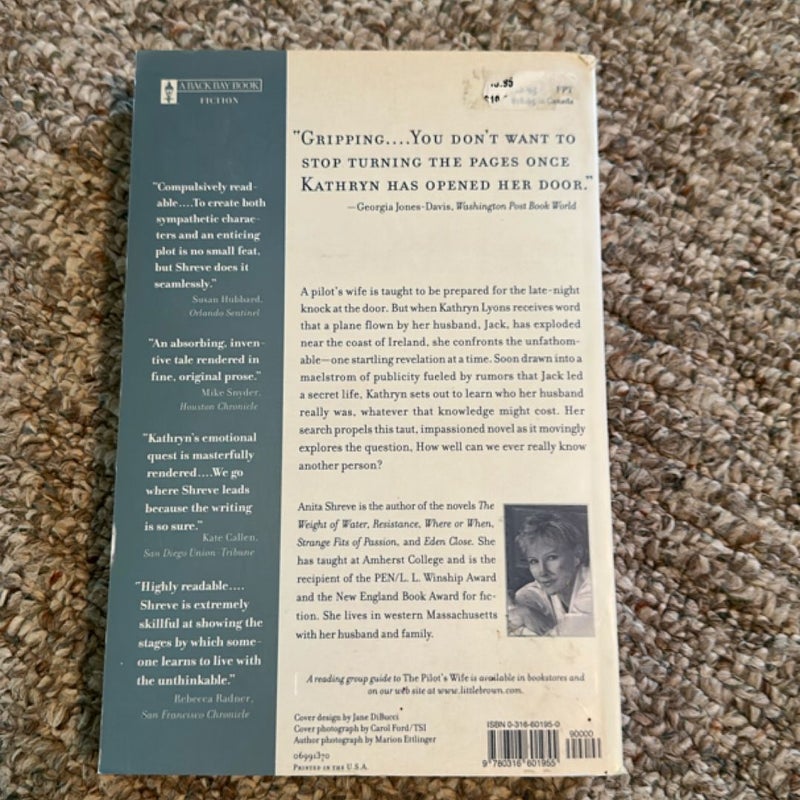 A BACK BAY BOOK
FICTION
"Compulsively read-
able....To create both
sympathetic charac-
ters and an enticing
plot is no small feat,
but Shreve does it
seamlessly."
Susan Hubbard,
Orlando Sentinel
"An absorbing, inven-
tive tale rendered in
fine, original prose."
Mike Snyder,
Houston Chronicle
"Kathryn's emotional
quest is masterfully
rendered....We go
where Shreve leads
because the writing
is so sure."
Kate Callen,
San Diego Union-Tribune
"Highly readable....
Shreve is extremely
skillful at showing the
stages by which some-
one learns to live with
the unthinkable."
Rebecca Radner,
San Francisco Chronicle
FPT
in Canada
"GRIPPING....YOU DON'T WANT TO
STOP TURNING THE PAGES ONCE
KATHRYN HAS OPENED HER DOOR."
—Georgia Jones-Davis, Washington Post Book World
A pilot's wife is taught to be prepared for the late-night
knock at the door. But when Kathryn Lyons receives word
that a plane flown by her husband, Jack, has exploded
near the coast of Ireland, she confronts the unfathom-
able—one startling revelation at a time. Soon drawn into a
maelstrom of publicity fueled by rumors that Jack led
a secret life, Kathryn sets out to learn who her husband
really was, whatever that knowledge might cost. Her
search propels this taut, impassioned novel as it movingly
explores the question, How well can we ever really know
another person?
Anita Shreve is the author of the novels The
Weight of Water, Resistance, Where or When,
Strange Fits of Passion, and Eden Close. She
has taught at Amherst College and is the
recipient of the PEN/L. L. Winship Award
and the New England Book Award for fic-
tion. She lives in western Massachusetts
with her husband and family.
A reading group guide to The Pilot's Wife is available in bookstores and
on our web site at www.littlebrown.com.
Cover design by Jane DiBucci
Cover photograph by Carol Ford/TSI
Author photograph by Marion Ettlinger
06991370
PRINTED IN THE U.S.A.
ISBN 0-316-60195-0
90000
9 780316 601955